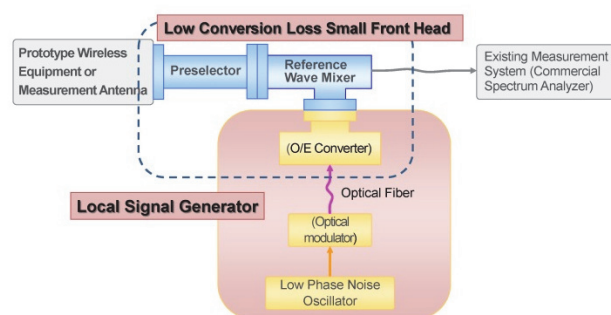 Low Conversion Loss Small Front Head
Prototype Wireless
Equipment or
Measurement Antenna
Preselector
Reference
Wave Mixer
Existing Measurement
System (Commercial
Spectrum Analyzer)
(O/E Converter)
Optical Fiber
Local Signal Generator
(Optical
modulator)
Low Phase Noise
Oscillator